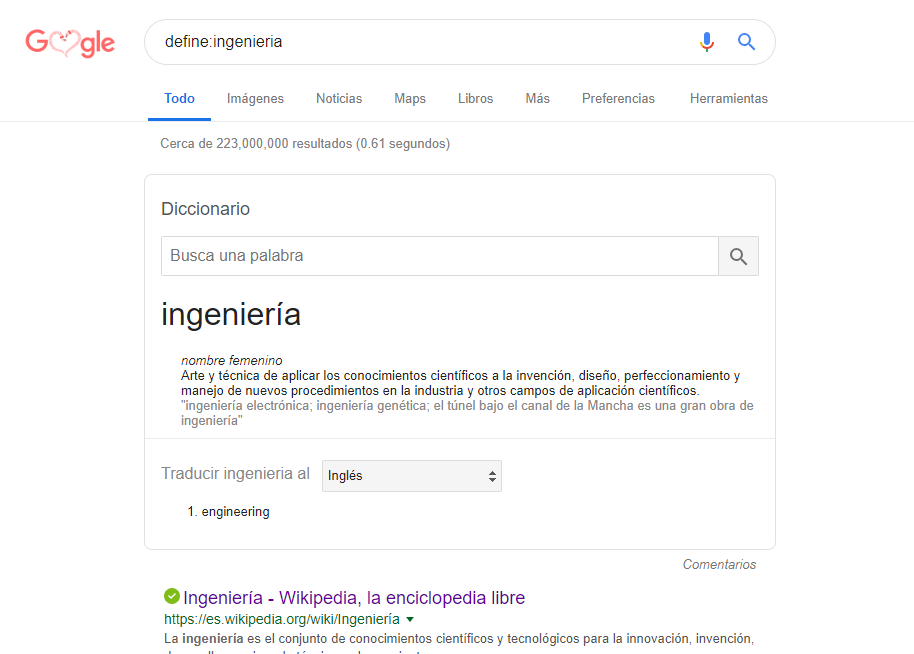 Google
define:ingenieria
Todo Imágenes Noticias Maps Libros Más Preferencias Herramientas
Cerca de 223,000,000 resultados (0.61 segundos)
Diccionario
Busca una palabra
ingeniería
nombre femenino
Arte y técnica de aplicar los conocimientos científicos a la invención, diseño, perfeccionamiento y
manejo de nuevos procedimientos en la industria y otros campos de aplicación científicos.
"ingeniería electrónica; ingeniería genética; el túnel bajo el canal de la Mancha es una gran obra de
ingeniería"
Traducir ingenieria al Inglés
1. engineering
Comentarios
Ingeniería - Wikipedia, la enciclopedia libre
https://es.wikipedia.org/wiki/Ingeniería
La ingeniería es el conjunto de conocimientos científicos y tecnológicos para la innovación, invención,